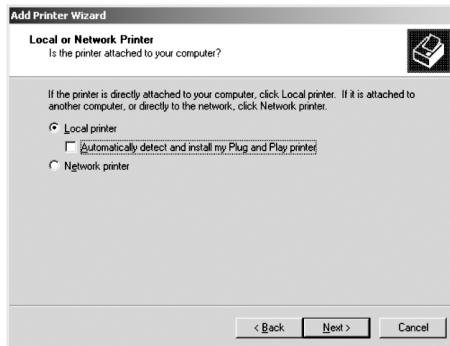 Add Printer Wizard
Local or Network Printer
Is the printer attached to your computer?
If the printer is directly attached to your computer, click Local printer. If it is attached to
another computer, or directly to the network, click Network printer.
Local printer
Automatically detect and install my Plug and Play printer
Network printer
< Back
Next >
Cancel